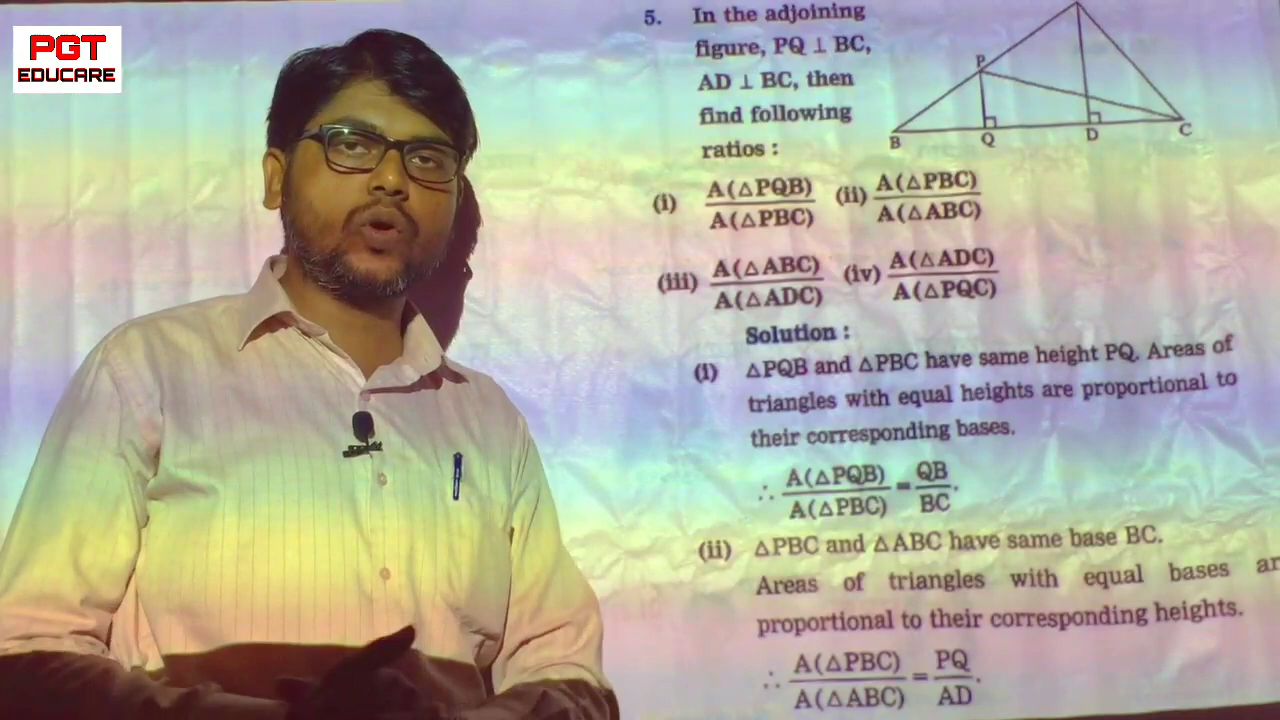 PGT
EDUCARE
5. In the adjoining
figure, PQ ⊥ BC,
AD ⊥ BC, then
find following
ratios :
P
B
Q
D
C
(i) A(△PQB) / A(△PBC) (ii) A(△PBC) / A(△ABC)
(iii) A(△ABC) / A(△ADC) (iv) A(△ADC) / A(△PQC)
Solution :
(i) △PQB and △PBC have same height PQ. Areas of
triangles with equal heights are proportional to
their corresponding bases.
∴ A(△PQB) / A(△PBC) = QB / BC.
(ii) △PBC and △ABC have same base BC.
Areas of triangles with equal bases ar
proportional to their corresponding heights.
∴ A(△PBC) / A(△ABC) = PQ / AD.